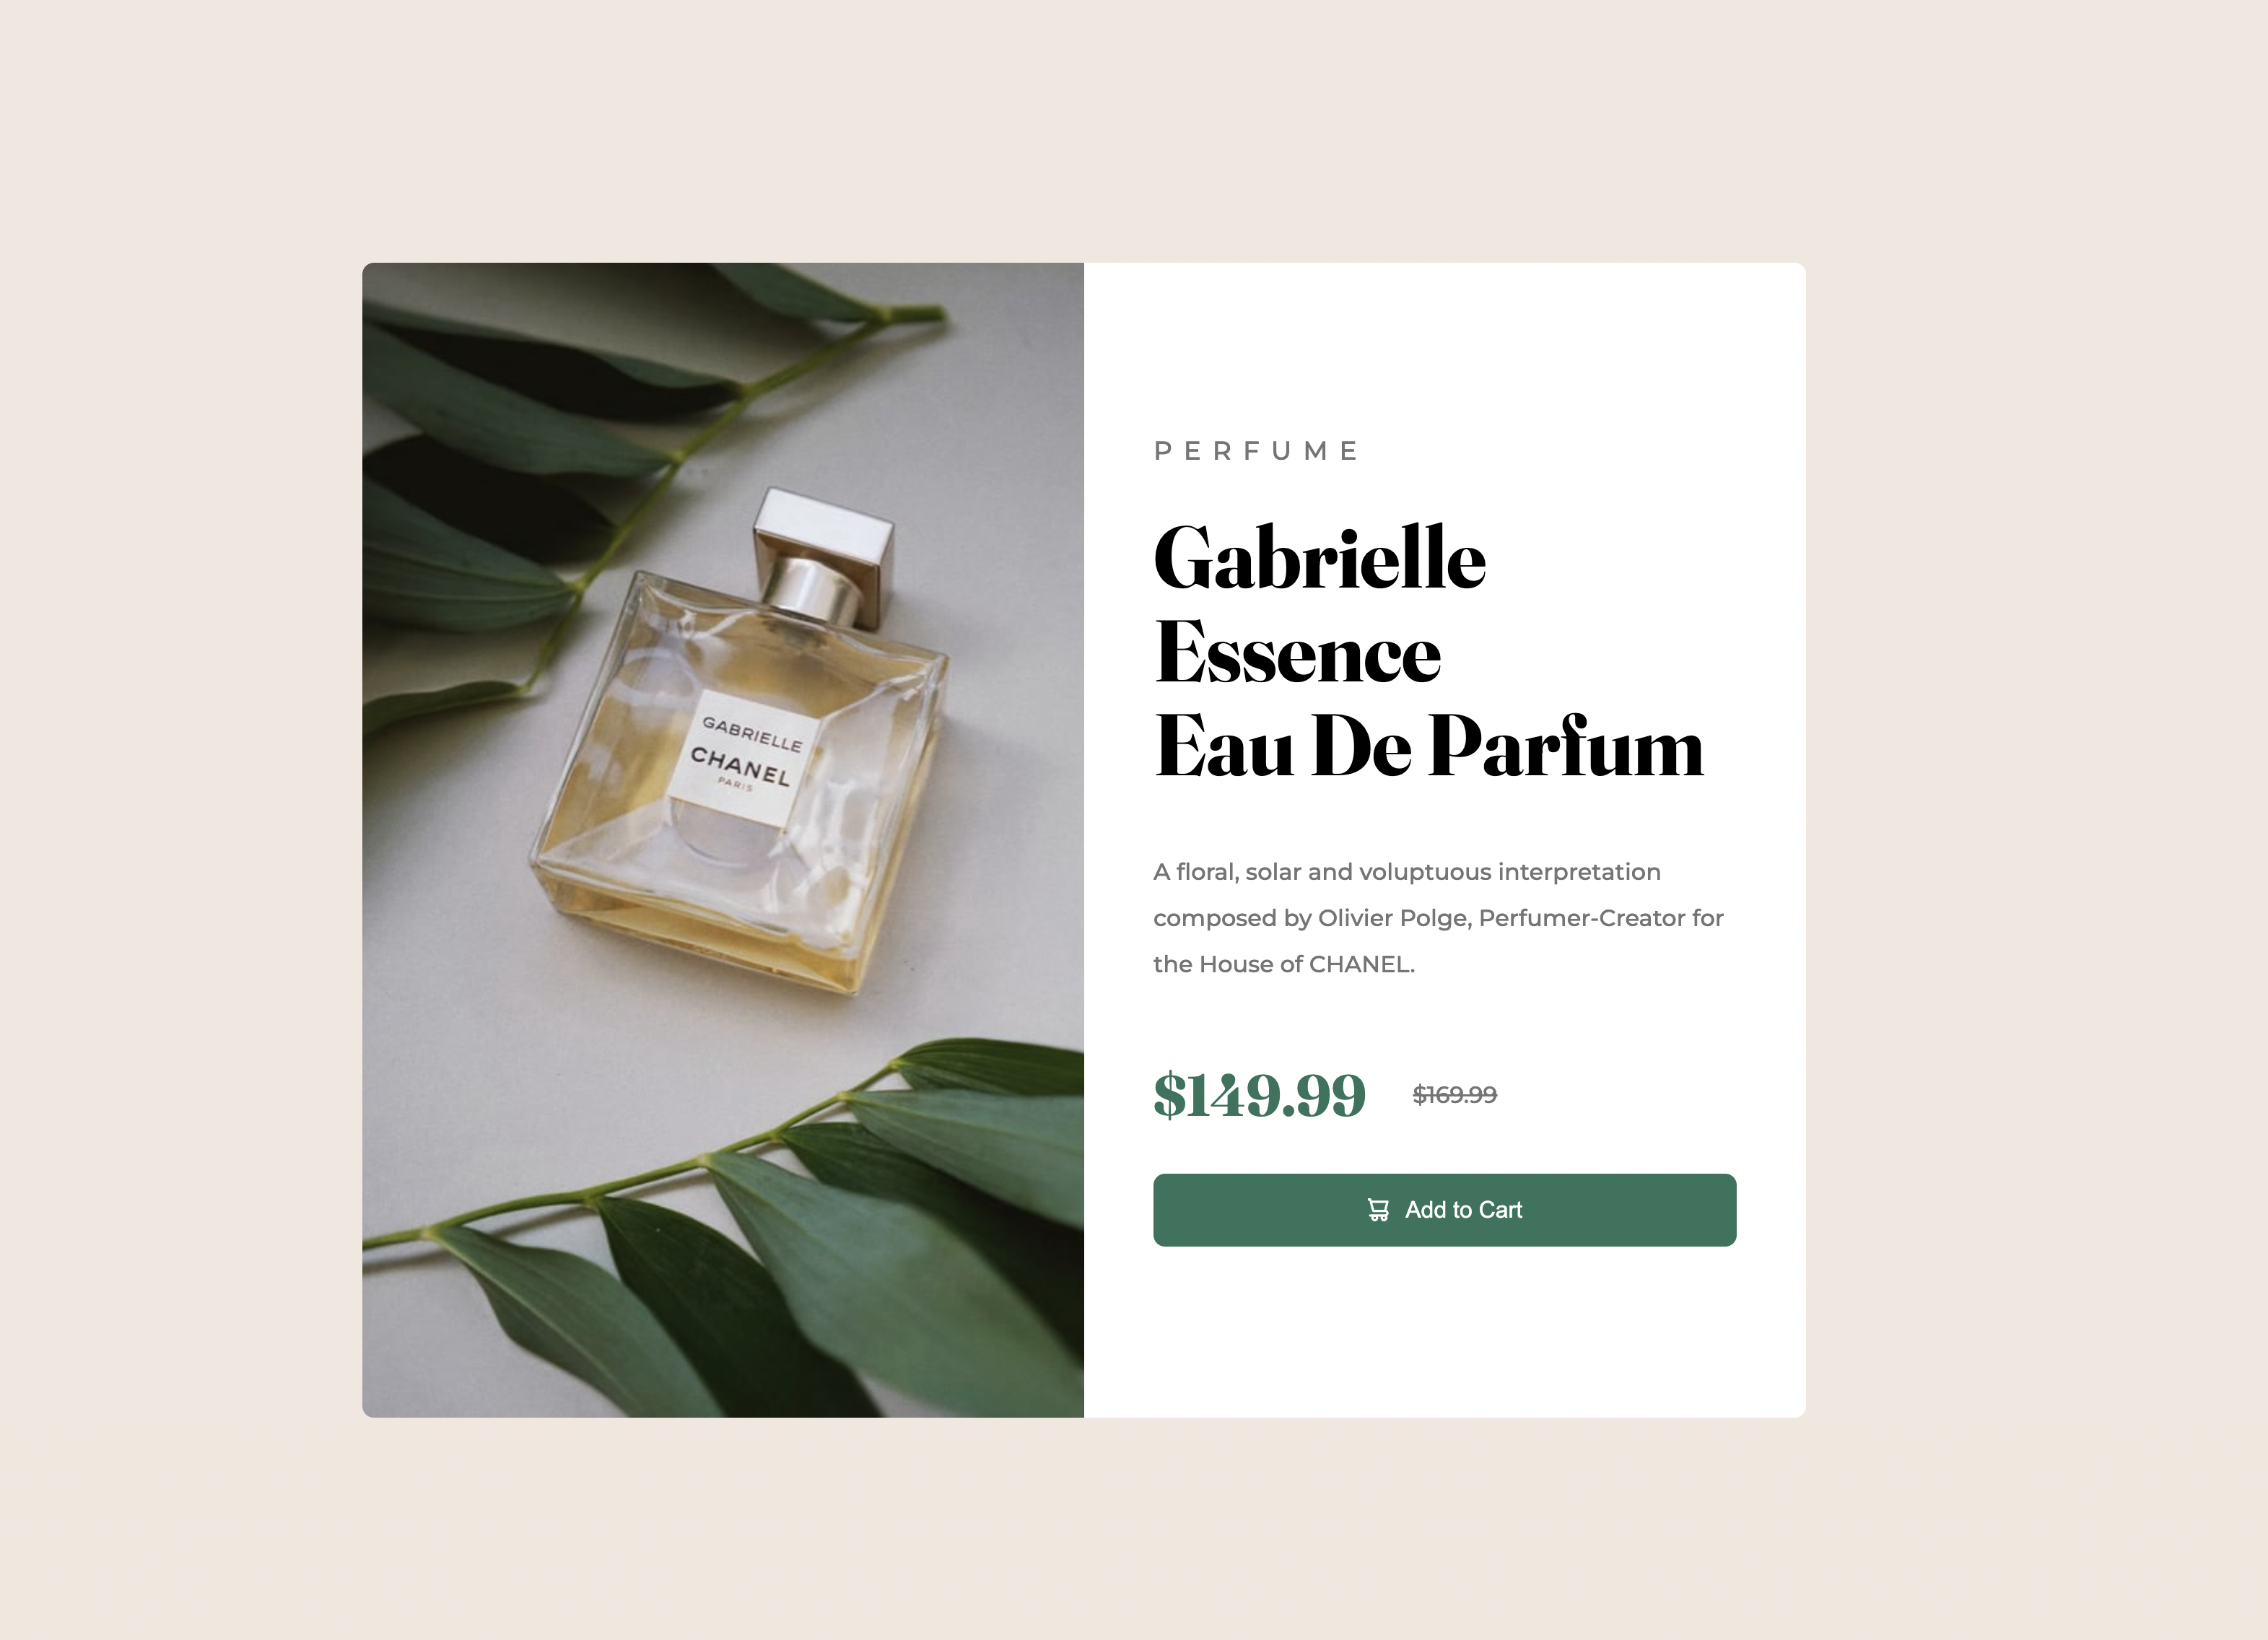 GABRIELLE
CHANEL
PARIS
PERFUME
Gabrielle
Essence
Eau De Parfum
A floral, solar and voluptuous interpretation
composed by Olivier Polge, Perfumer-Creator for
the House of CHANEL.
$149.99 $169.99
Add to Cart